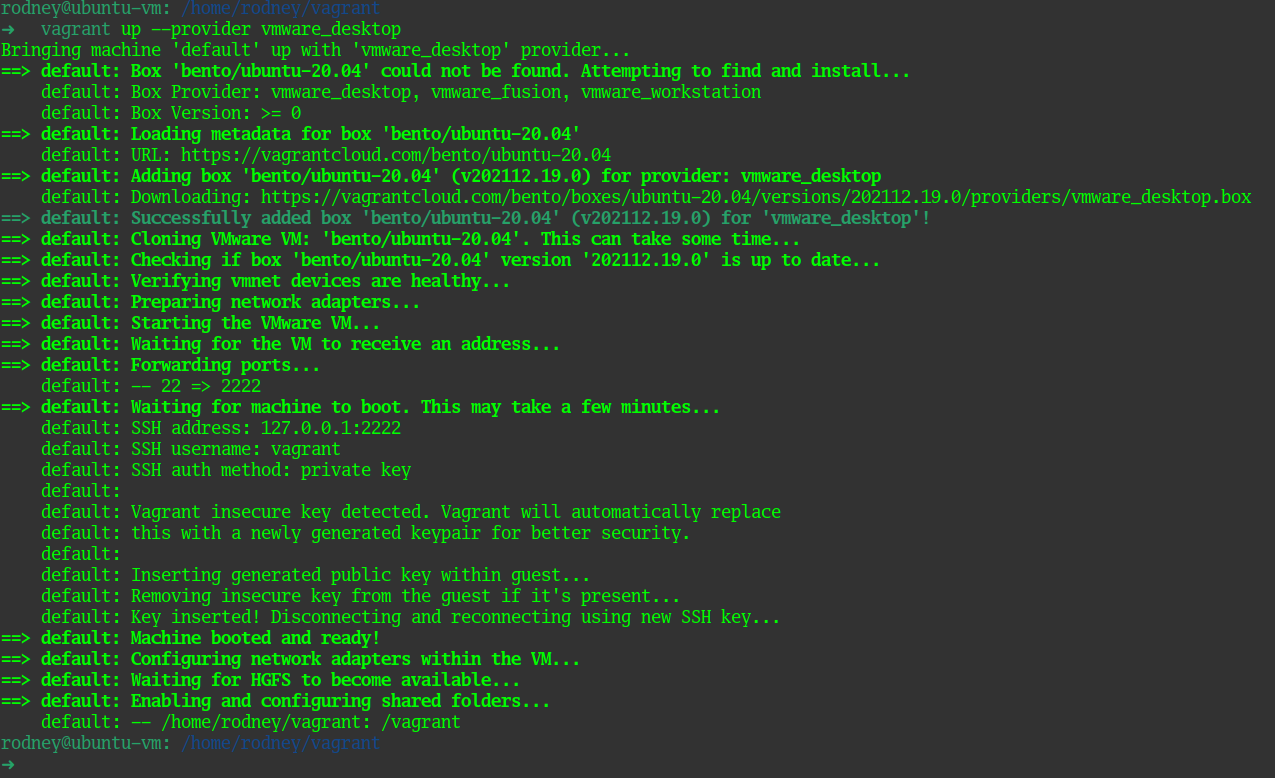 rodney@ubuntu-vm: /home/rodney/vagrant
➜  vagrant up --provider vmware_desktop
Bringing machine 'default' up with 'vmware_desktop' provider...
==> default: Box 'bento/ubuntu-20.04' could not be found. Attempting to find and install...
    default: Box Provider: vmware_desktop, vmware_fusion, vmware_workstation
    default: Box Version: >= 0
==> default: Loading metadata for box 'bento/ubuntu-20.04'
    default: URL: https://vagrantcloud.com/bento/ubuntu-20.04
==> default: Adding box 'bento/ubuntu-20.04' (v202112.19.0) for provider: vmware_desktop
    default: Downloading: https://vagrantcloud.com/bento/boxes/ubuntu-20.04/versions/202112.19.0/providers/vmware_desktop.box
==> default: Successfully added box 'bento/ubuntu-20.04' (v202112.19.0) for 'vmware_desktop'!
==> default: Cloning VMware VM: 'bento/ubuntu-20.04'. This can take some time...
==> default: Checking if box 'bento/ubuntu-20.04' version '202112.19.0' is up to date...
==> default: Verifying vmnet devices are healthy...
==> default: Preparing network adapters...
==> default: Starting the VMware VM...
==> default: Waiting for the VM to receive an address...
==> default: Forwarding ports...
    default: -- 22 => 2222
==> default: Waiting for machine to boot. This may take a few minutes...
    default: SSH address: 127.0.0.1:2222
    default: SSH username: vagrant
    default: SSH auth method: private key
    default:
    default: Vagrant insecure key detected. Vagrant will automatically replace
    default: this with a newly generated keypair for better security.
    default:
    default: Inserting generated public key within guest...
    default: Removing insecure key from the guest if it's present...
    default: Key inserted! Disconnecting and reconnecting using new SSH key...
==> default: Machine booted and ready!
==> default: Configuring network adapters within the VM...
==> default: Waiting for HGFS to become available...
==> default: Enabling and configuring shared folders...
    default: -- /home/rodney/vagrant: /vagrant
rodney@ubuntu-vm: /home/rodney/vagrant
➜